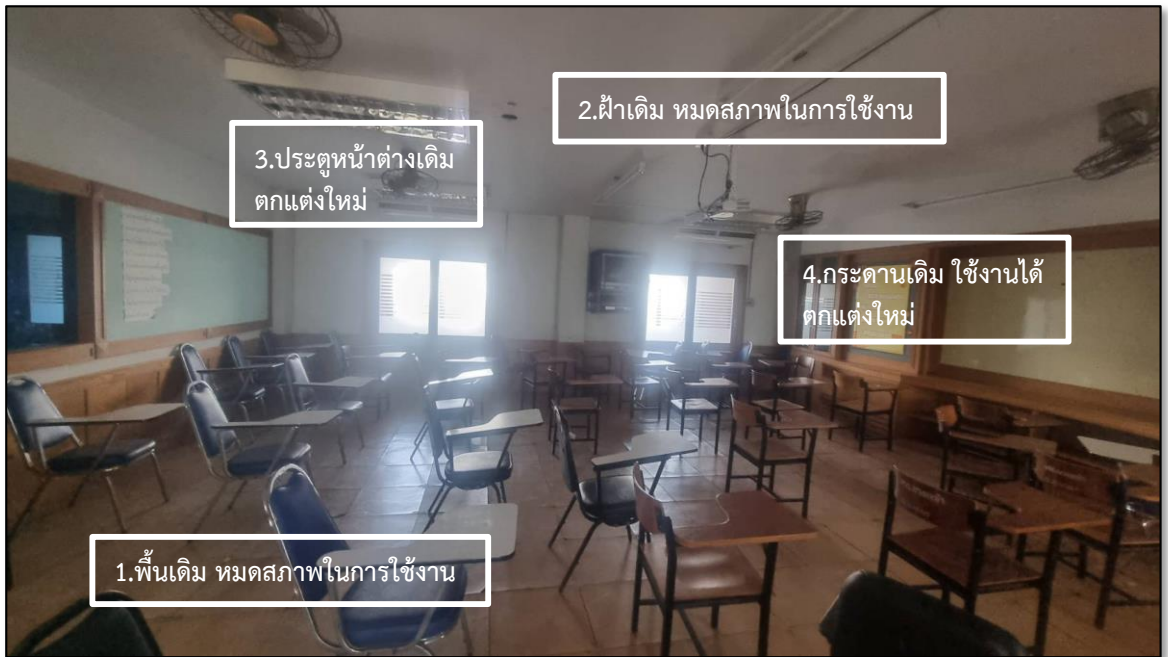 2.ฝ้าเดิม หมดสภาพในการใช้งาน
3.ประตูหน้าต่างเดิม
ตกแต่งใหม่
4.กระดานเดิม ใช้งานได้
ตกแต่งใหม่
1.พื้นเดิม หมดสภาพในการใช้งาน